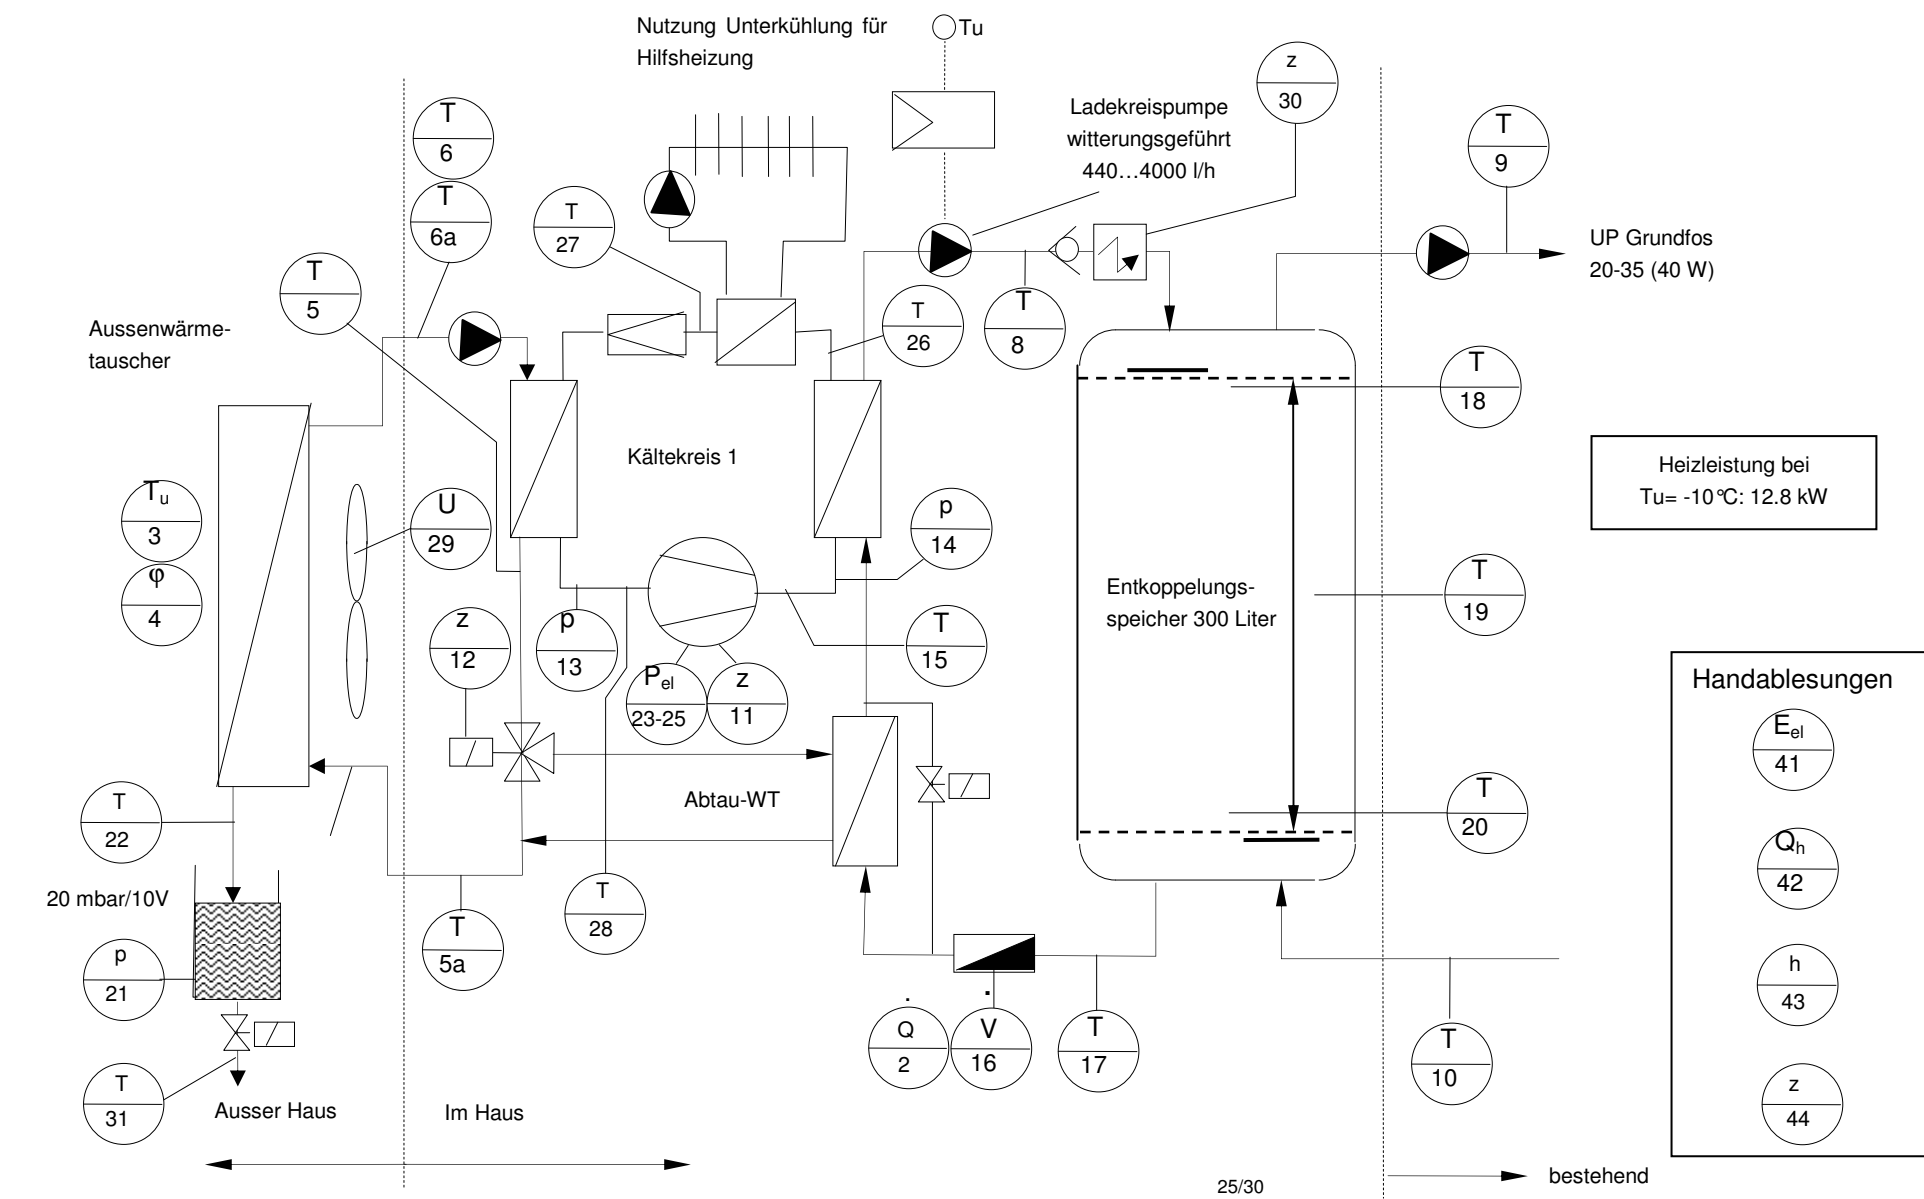 Nutzung Unterkühlung für
Hilfsheizung
Tu
z
30
Ladekreispumpe
witterungsgeführt
440…4000 l/h
T
6
T
6a
T
9
T
27
UP Grundfos
20-35 (40 W)
T
5
T
26
T
8
Aussenwärme-
tauscher
T
18
Kältekreis 1
Heizleistung bei
Tu= -10°C: 12.8 kW
Tu
3
U
29
p
14
φ
4
Entkoppelungs-
speicher 300 Liter
T
19
z
12
p
13
T
15
Pel
23-25
z
11
Handablesungen
Eel
41
T
22
Abtau-WT
T
20
Qh
42
20 mbar/10V
T
28
p
21
T
5a
h
43
Q̇
2
V̇
16
T
17
T
10
T
31
z
44
Ausser Haus
Im Haus
25/30
bestehend